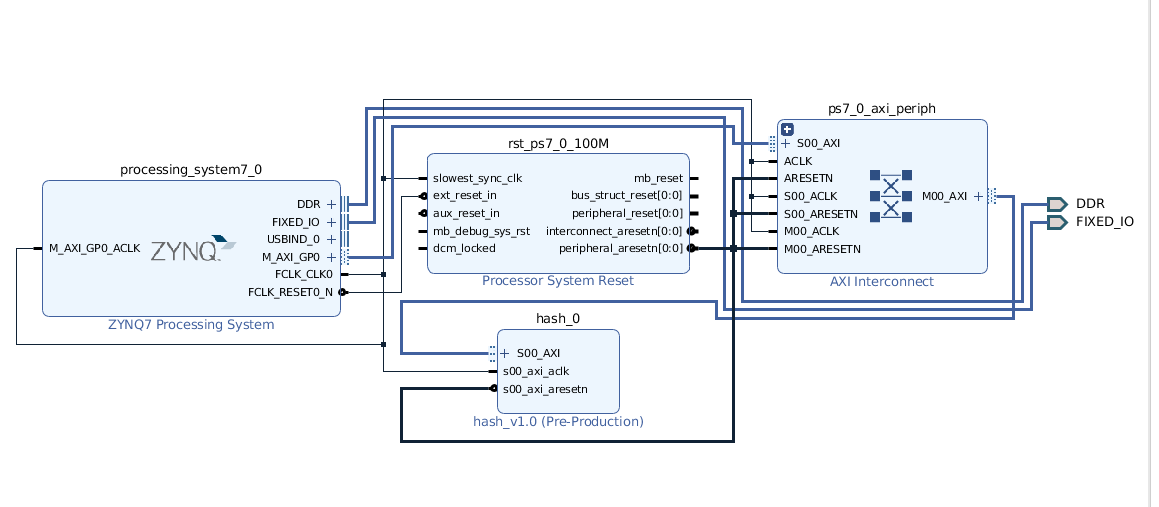 processing_system7_0
DDR
FIXED_IO
USBIND_0
M_AXI_GP0
FCLK_CLK0
FCLK_RESET0_N
M_AXI_GP0_ACLK
ZYNQ
ZYNQ7 Processing System
rst_ps7_0_100M
slowest_sync_clk
ext_reset_in
aux_reset_in
mb_debug_sys_rst
dcm_locked
mb_reset
bus_struct_reset[0:0]
peripheral_reset[0:0]
interconnect_aresetn[0:0]
peripheral_aresetn[0:0]
Processor System Reset
ps7_0_axi_periph
S00_AXI
ACLK
ARESETN
S00_ACLK
S00_ARESETN
M00_ACLK
M00_ARESETN
M00_AXI
AXI Interconnect
DDR
FIXED_IO
hash_0
S00_AXI
s00_axi_aclk
s00_axi_aresetn
hash_v1.0 (Pre-Production)